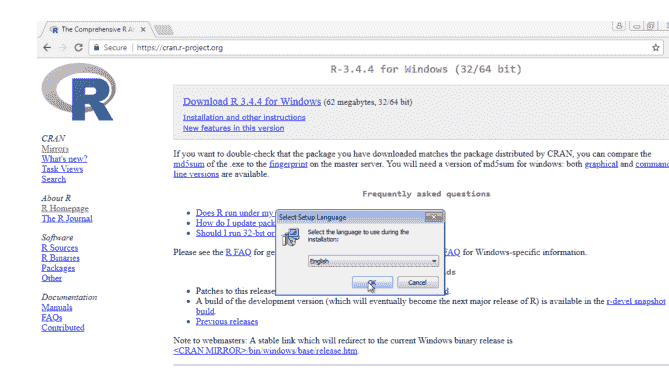 The Comprehensive R Ar
Secure | https://cran.r-project.org
R
CRAN
Mirrors
What's new?
Task Views
Search
About R
R Homepage
The R Journal
Software
R Sources
R Binaries
Packages
Other
Documentation
Manuals
FAQs
Contributed
R-3.4.4 for Windows (32/64 bit)
Download R 3.4.4 for Windows (62 megabytes, 32/64 bit)
Installation and other instructions
New features in this version
If you want to double-check that the package you have downloaded matches the package distributed by CRAN, you can compare the
md5sum of the .exe to the fingerprint on the master server. You will need a version of md5sum for windows: both graphical and command
line versions are available.
Frequently asked questions
Does R run under my
How do I update pack
Should I run 32-bit or
Please see the R FAQ for ge
FAQ for Windows-specific information.
Select Setup Language
Select the language to use during the
installation:
English
OK
Cancel
ds
Patches to this release
d.
A build of the development version (which will eventually become the next major release of R) is available in the r-devel snapshot
build.
Previous releases
Note to webmasters: A stable link which will redirect to the current Windows binary release is
<CRAN MIRROR>/bin/windows/base/release.htm.